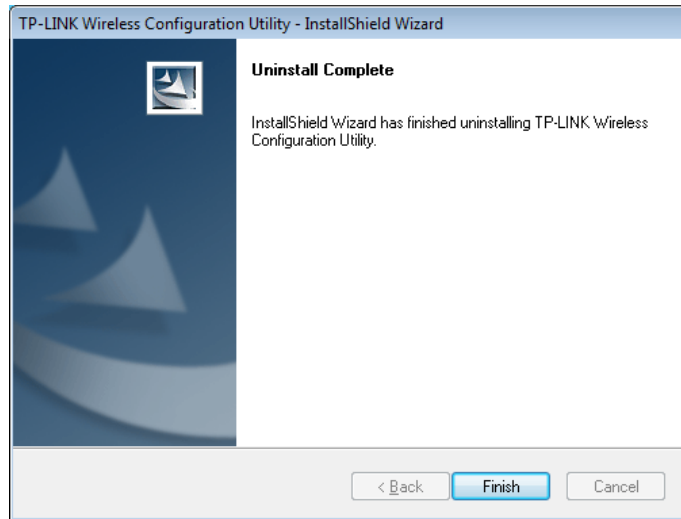 TP-LINK Wireless Configuration Utility - InstallShield Wizard
Uninstall Complete
InstallShield Wizard has finished uninstalling TP-LINK Wireless
Configuration Utility.
< Back
Finish
Cancel